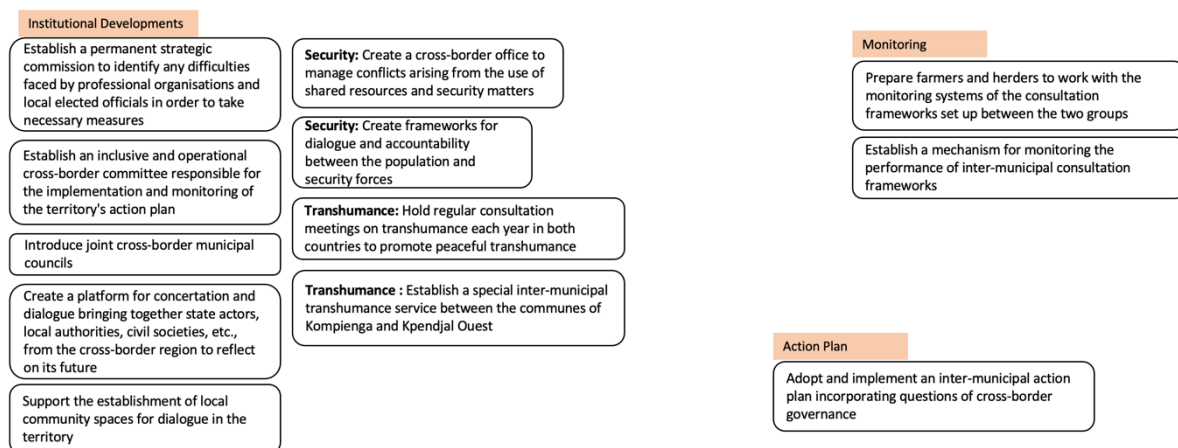 Institutional Developments
Establish a permanent strategic
commission to identify any difficulties
faced by professional organisations and
local elected officials in order to take
necessary measures
Establish an inclusive and operational
cross-border committee responsible for
the implementation and monitoring of
the territory's action plan
Introduce joint cross-border municipal
councils
Create a platform for concertation and
dialogue bringing together state actors,
local authorities, civil societies, etc.,
from the cross-border region to reflect
on its future
Support the establishment of local
community spaces for dialogue in the
territory
Security: Create a cross-border office to
manage conflicts arising from the use of
shared resources and security matters
Security: Create frameworks for
dialogue and accountability
between the population and
security forces
Transhumance: Hold regular consultation
meetings on transhumance each year in both
countries to promote peaceful transhumance
Transhumance : Establish a special inter-municipal
transhumance service between the communes of
Kompienga and Kpendjal Ouest
Monitoring
Prepare farmers and herders to work with the
monitoring systems of the consultation
frameworks set up between the two groups
Establish a mechanism for monitoring the
performance of inter-municipal consultation
frameworks
Action Plan
Adopt and implement an inter-municipal action
plan incorporating questions of cross-border
governance